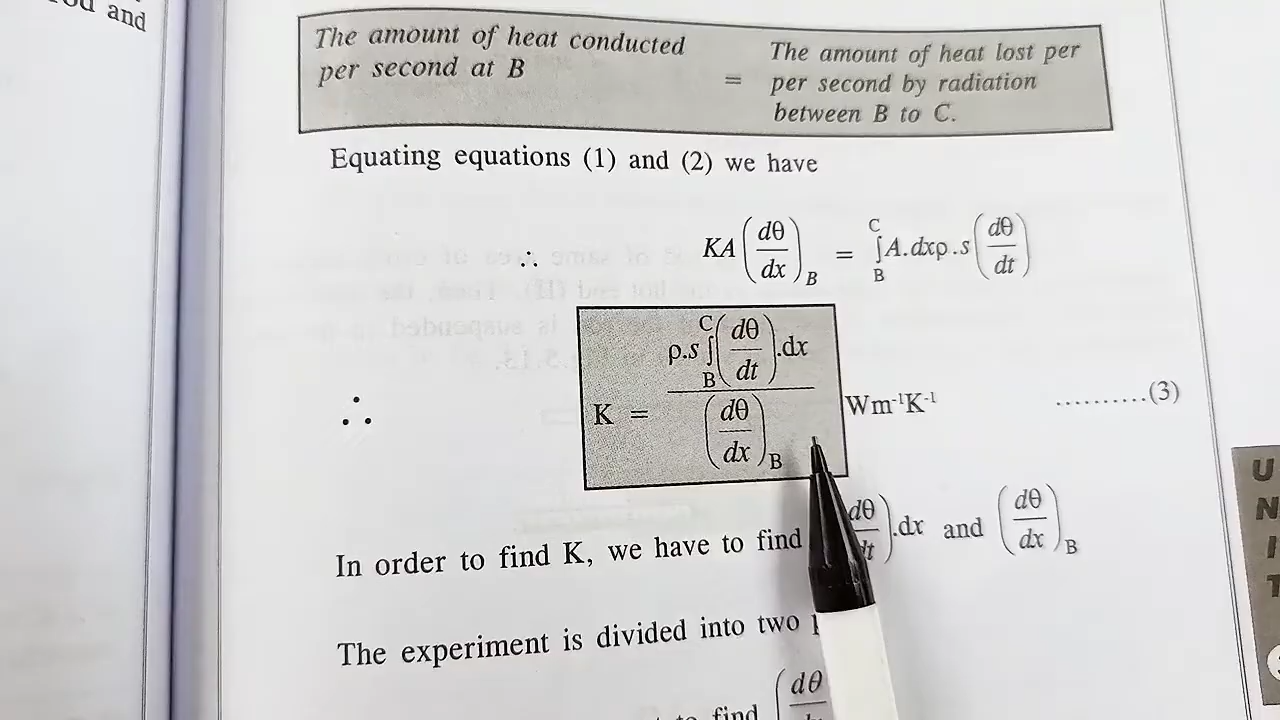 and
The amount of heat conducted
per second at B
=
The amount of heat lost per
per second by radiation
between B to C.
Equating equations (1) and (2) we have
∴ KA (dθ/dx)_B = ∫_B^C A.dxρ.s (dθ/dt)
∴ K = ρ.s ∫_B^C (dθ/dt).dx / (dθ/dx)_B Wm⁻¹K⁻¹ ..........(3)
In order to find K, we have to find dθ/dt).dx and (dθ/dx)_B
The experiment is divided into two
to find (dθ
U
N
I
T